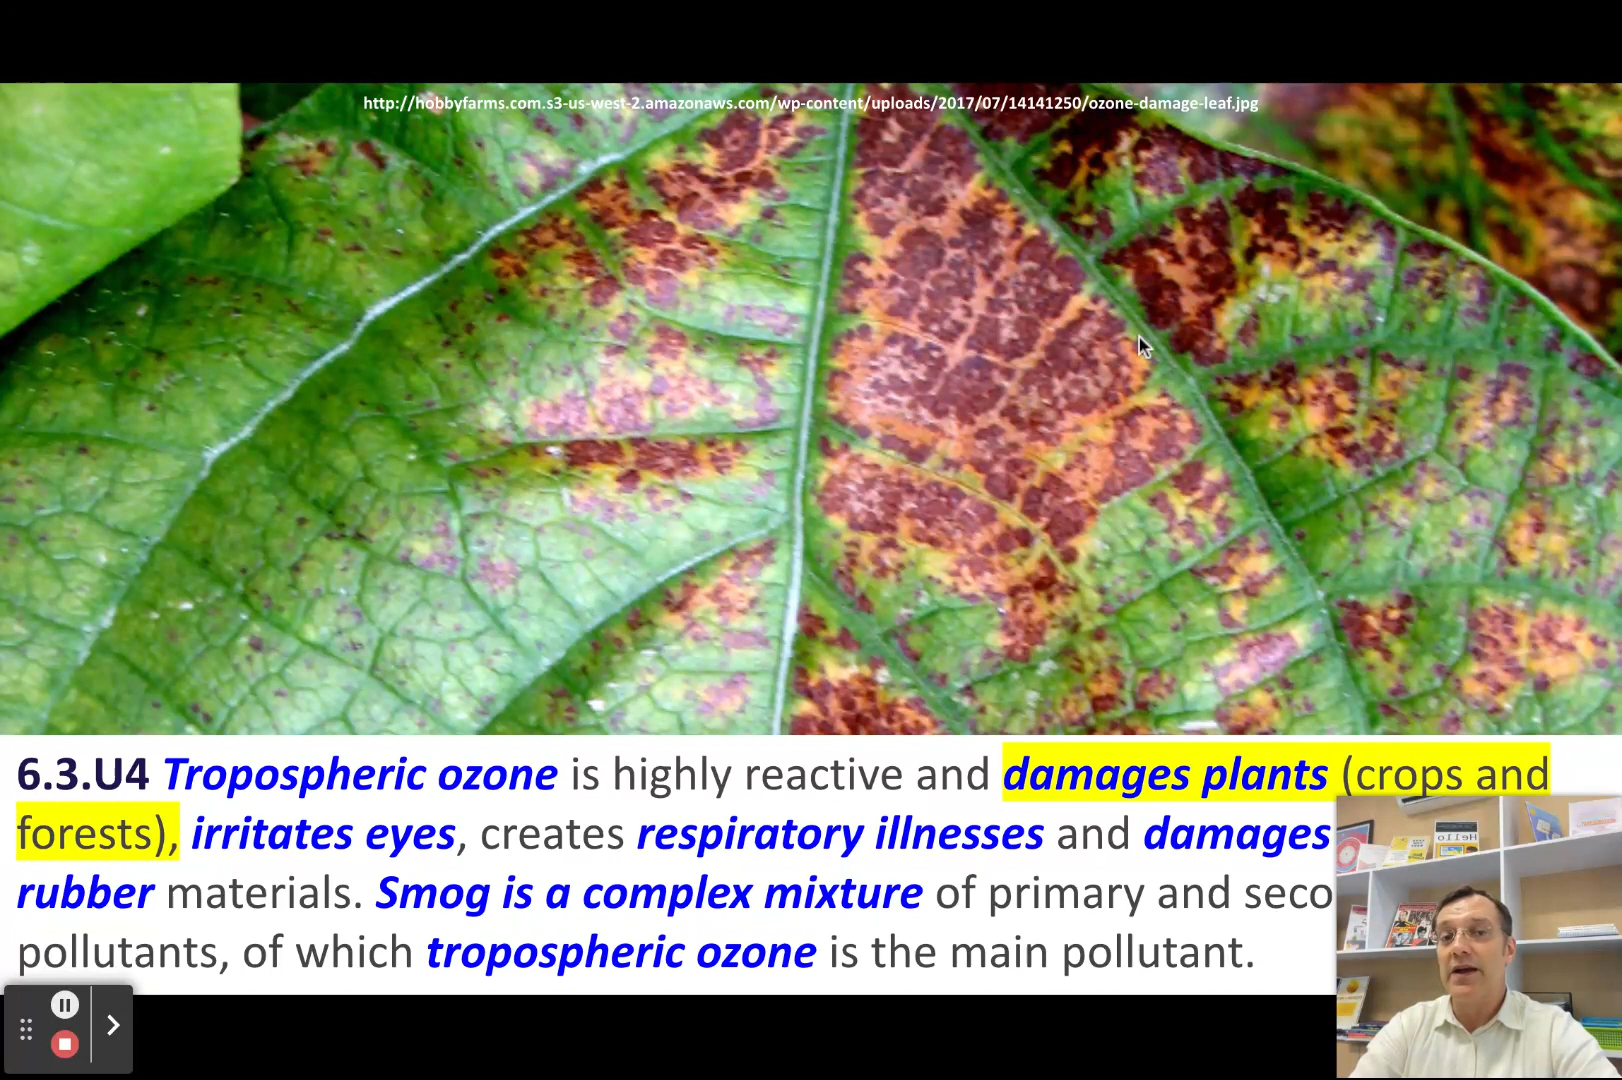 http://hobbyfarms.com.s3-us-west-2.amazonaws.com/wp-content/uploads/2017/07/14141250/ozone-damage-leaf.jpg
6.3.U4 Tropospheric ozone is highly reactive and damages plants (crops and
forests), irritates eyes, creates respiratory illnesses and damages
rubber materials. Smog is a complex mixture of primary and seco
pollutants, of which tropospheric ozone is the main pollutant.
Hello